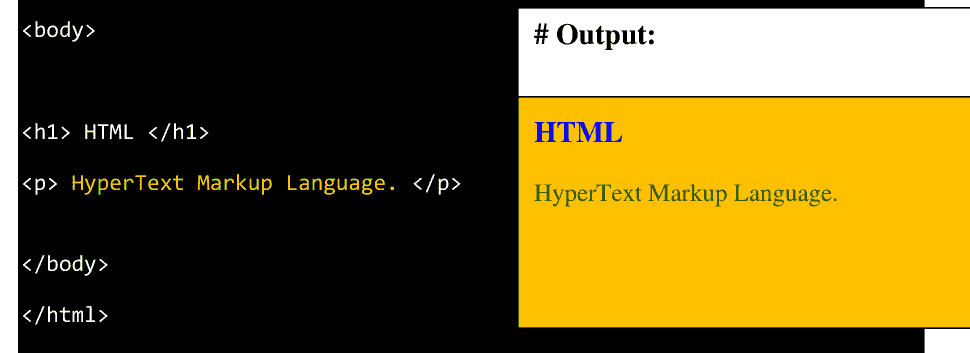 <body>
<h1> HTML </h1>
<p> HyperText Markup Language. </p>
</body>
</html>
# Output:
HTML
HyperText Markup Language.